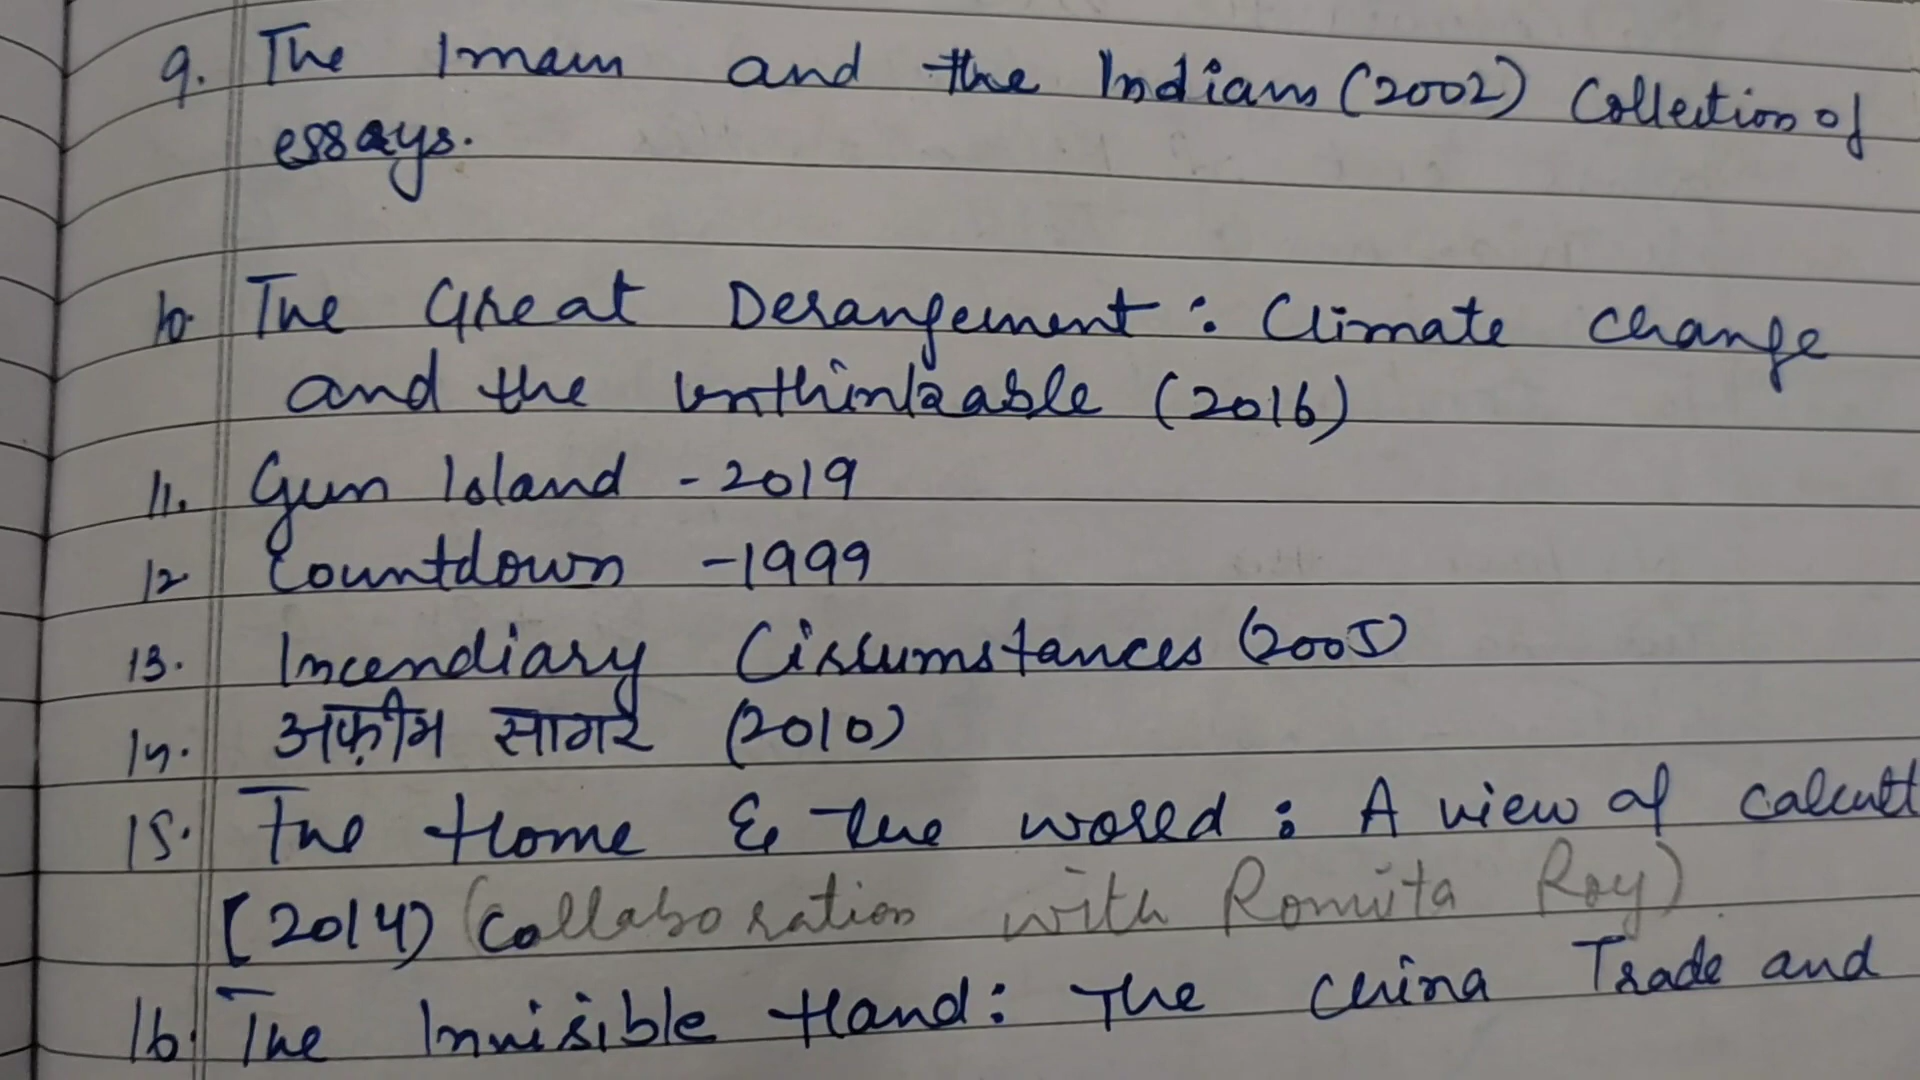 9. The Imam and the Indian (2002) Collection of
essays.
10. The Great Derangement : Climate change
and the unthinkable (2016)
11. Gun Island - 2019
12 Countdown - 1999
13. Incendiary Circumstances (2005)
14. अफ़ीम सागर (2010)
15. The Home & the world : A view of calcutt
[2014) (Collaboration with Romita Roy)
16. The Invisible Hand : The China Trade and